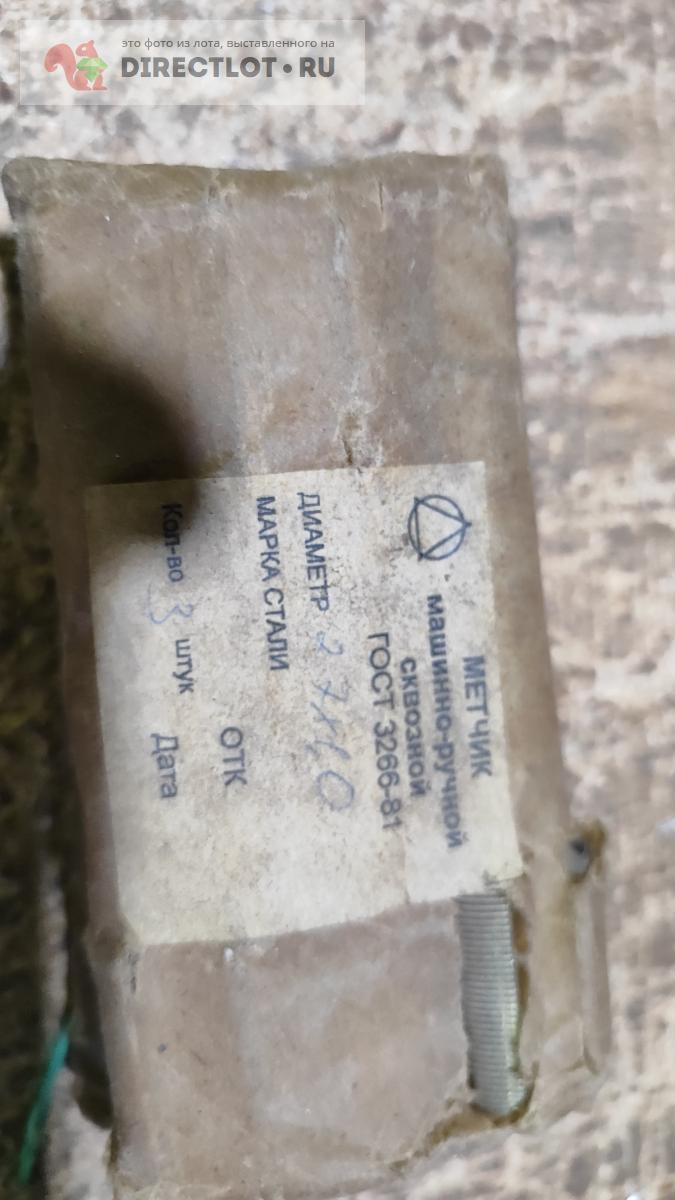 это фото из лота, выставленного на
DIRECTLOT.RU
МЕТЧИК
машинно-ручной
сквозной
ГОСТ 3266-81
ДИАМЕТР 27х1,0
МАРКА СТАЛИ
ОТК
Кол-во 3 штук Дата